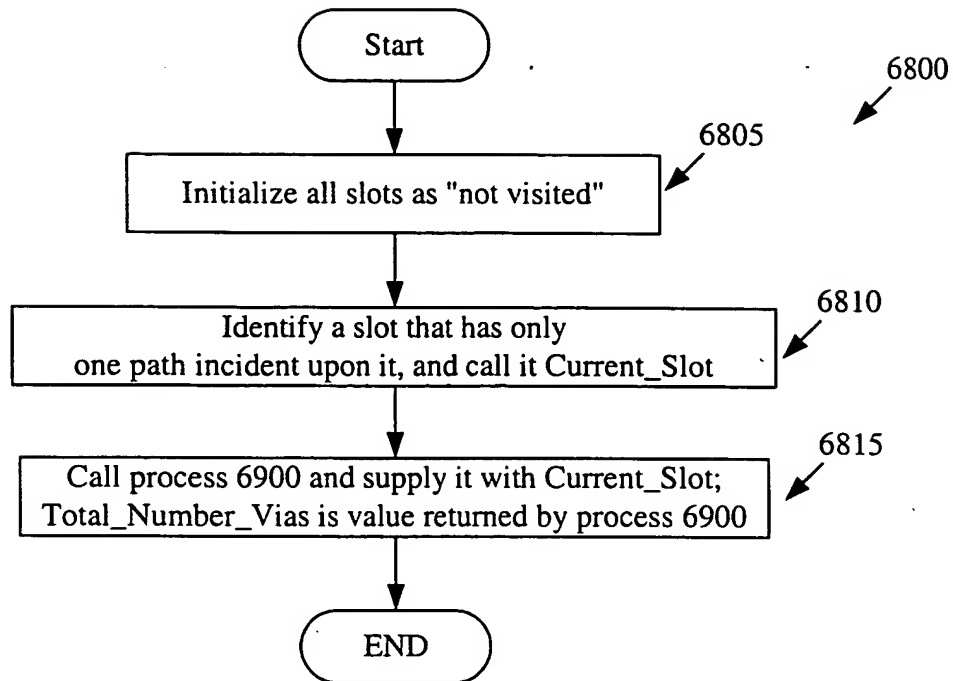 Start
6800
6805
Initialize all slots as "not visited"
6810
Identify a slot that has only
one path incident upon it, and call it Current_Slot
6815
Call process 6900 and supply it with Current_Slot;
Total_Number_Vias is value returned by process 6900
END